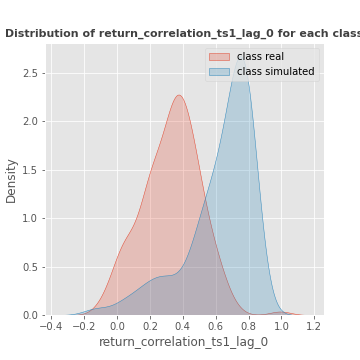 Distribution of return_correlation_ts1_lag_0 for each class
class real
class simulated
2.5
2.0
1.5
1.0
0.5
0.0
Density
−0.4 −0.2 0.0 0.2 0.4 0.6 0.8 1.0 1.2
return_correlation_ts1_lag_0